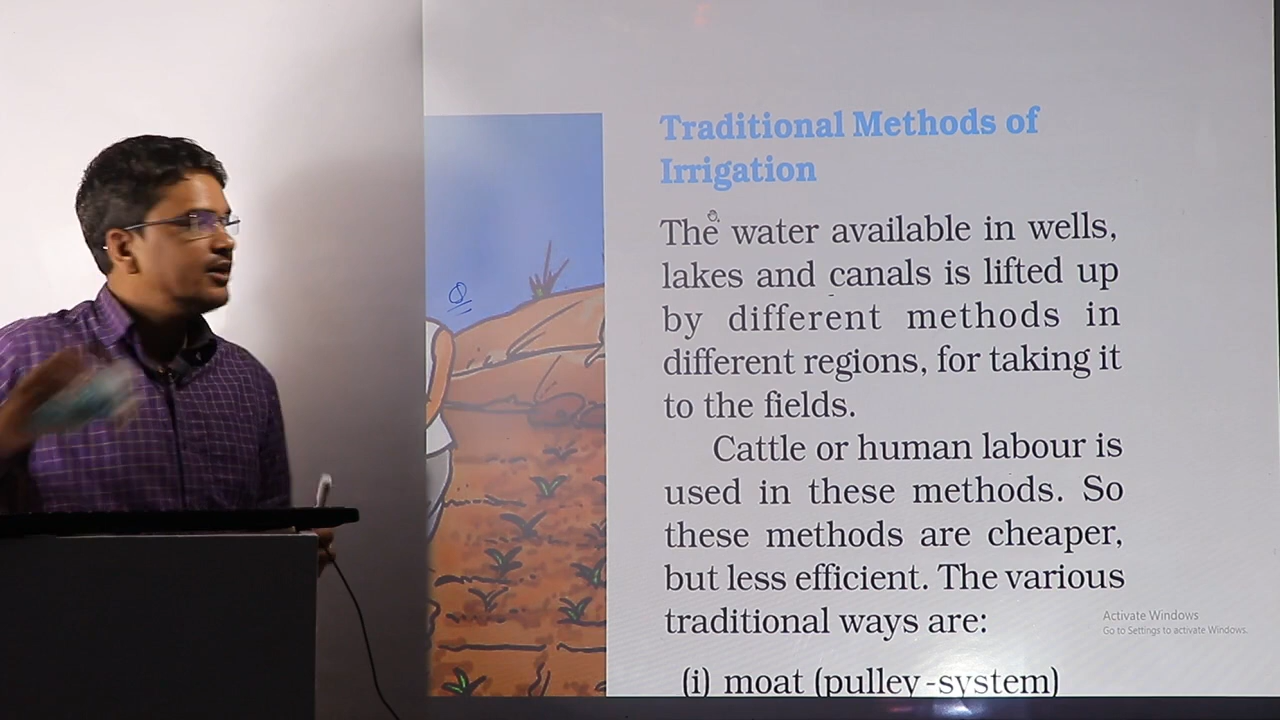 Traditional Methods of
Irrigation
The water available in wells,
lakes and canals is lifted up
by different methods in
different regions, for taking it
to the fields.
Cattle or human labour is
used in these methods. So
these methods are cheaper,
but less efficient. The various
traditional ways are:
(i) moat (pulley-system)
Activate Windows
Go to Settings to activate Windows.